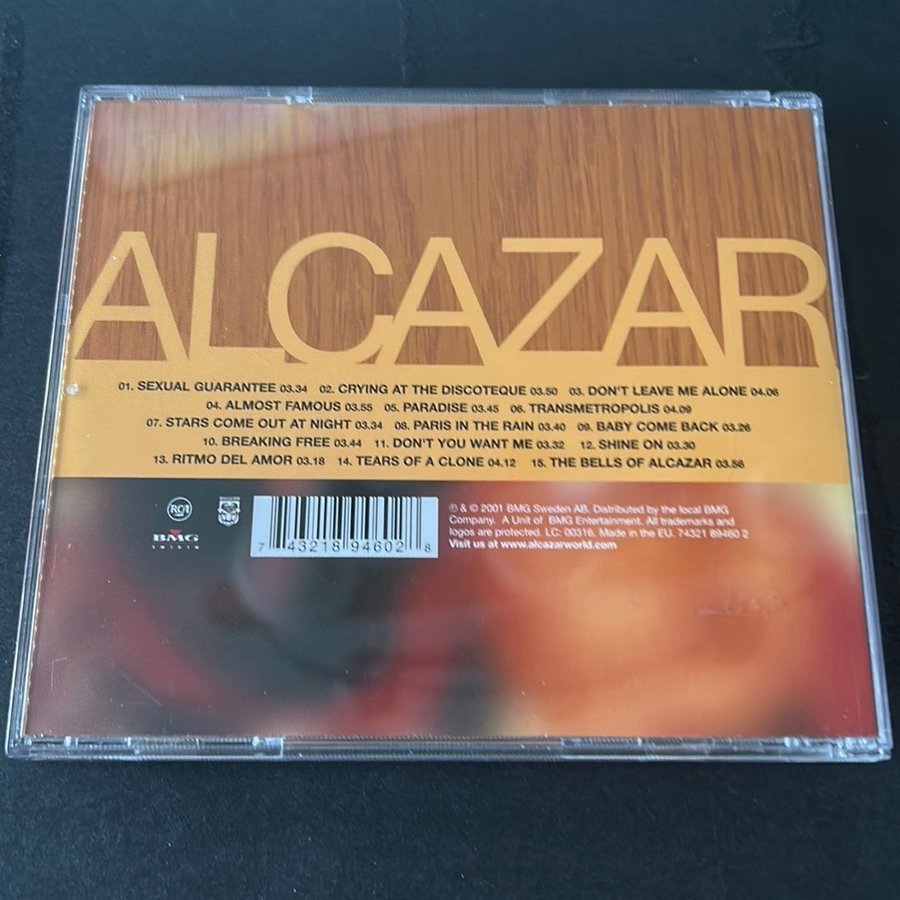 ALCAZAR
01. SEXUAL GUARANTEE 03.34 02. CRYING AT THE DISCOTEQUE 03.50 03. DON'T LEAVE ME ALONE 04.06
04. ALMOST FAMOUS 03.55 05. PARADISE 03.45 06. TRANSMETROPOLIS 04.09
07. STARS COME OUT AT NIGHT 03.34 08. PARIS IN THE RAIN 03.40 09. BABY COME BACK 03.26
10. BREAKING FREE 03.44 11. DON'T YOU WANT ME 03.32 12. SHINE ON 03.30
13. RITMO DEL AMOR 03.18 14. TEARS OF A CLONE 04.12 15. THE BELLS OF ALCAZAR 03.56
RCA
BMG
7 43218 94602 8
℗ & © 2001 BMG Sweden AB. Distributed by the local BMG
Company. A Unit of BMG Entertainment. All trademarks and
logos are protected. LC: 00316. Made in the EU. 74321 89460 2
Visit us at www.alcazarworld.com